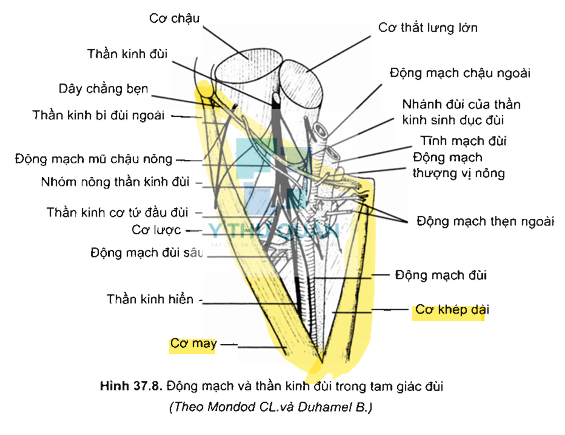 Cơ chậu
Cơ thắt lưng lớn
Thần kinh đùi
Động mạch chậu ngoài
Dây chằng bẹn
Nhánh đùi của thần
kinh sinh dục đùi
Thần kinh bì đùi ngoài
Tĩnh mạch đùi
Động mạch
thượng vị nông
Động mạch mũ chậu nông
Nhóm nông thần kinh đùi
Thần kinh cơ tứ đầu đùi
Động mạch thẹn ngoài
Cơ lược
Y THƯ QUÁN
Động mạch đùi sâu
Động mạch đùi
Thần kinh hiển
Cơ khép dài
Cơ may
Hình 37.8. Động mạch và thần kinh đùi trong tam giác đùi
(Theo Mondod CL.và Duhamel B.)